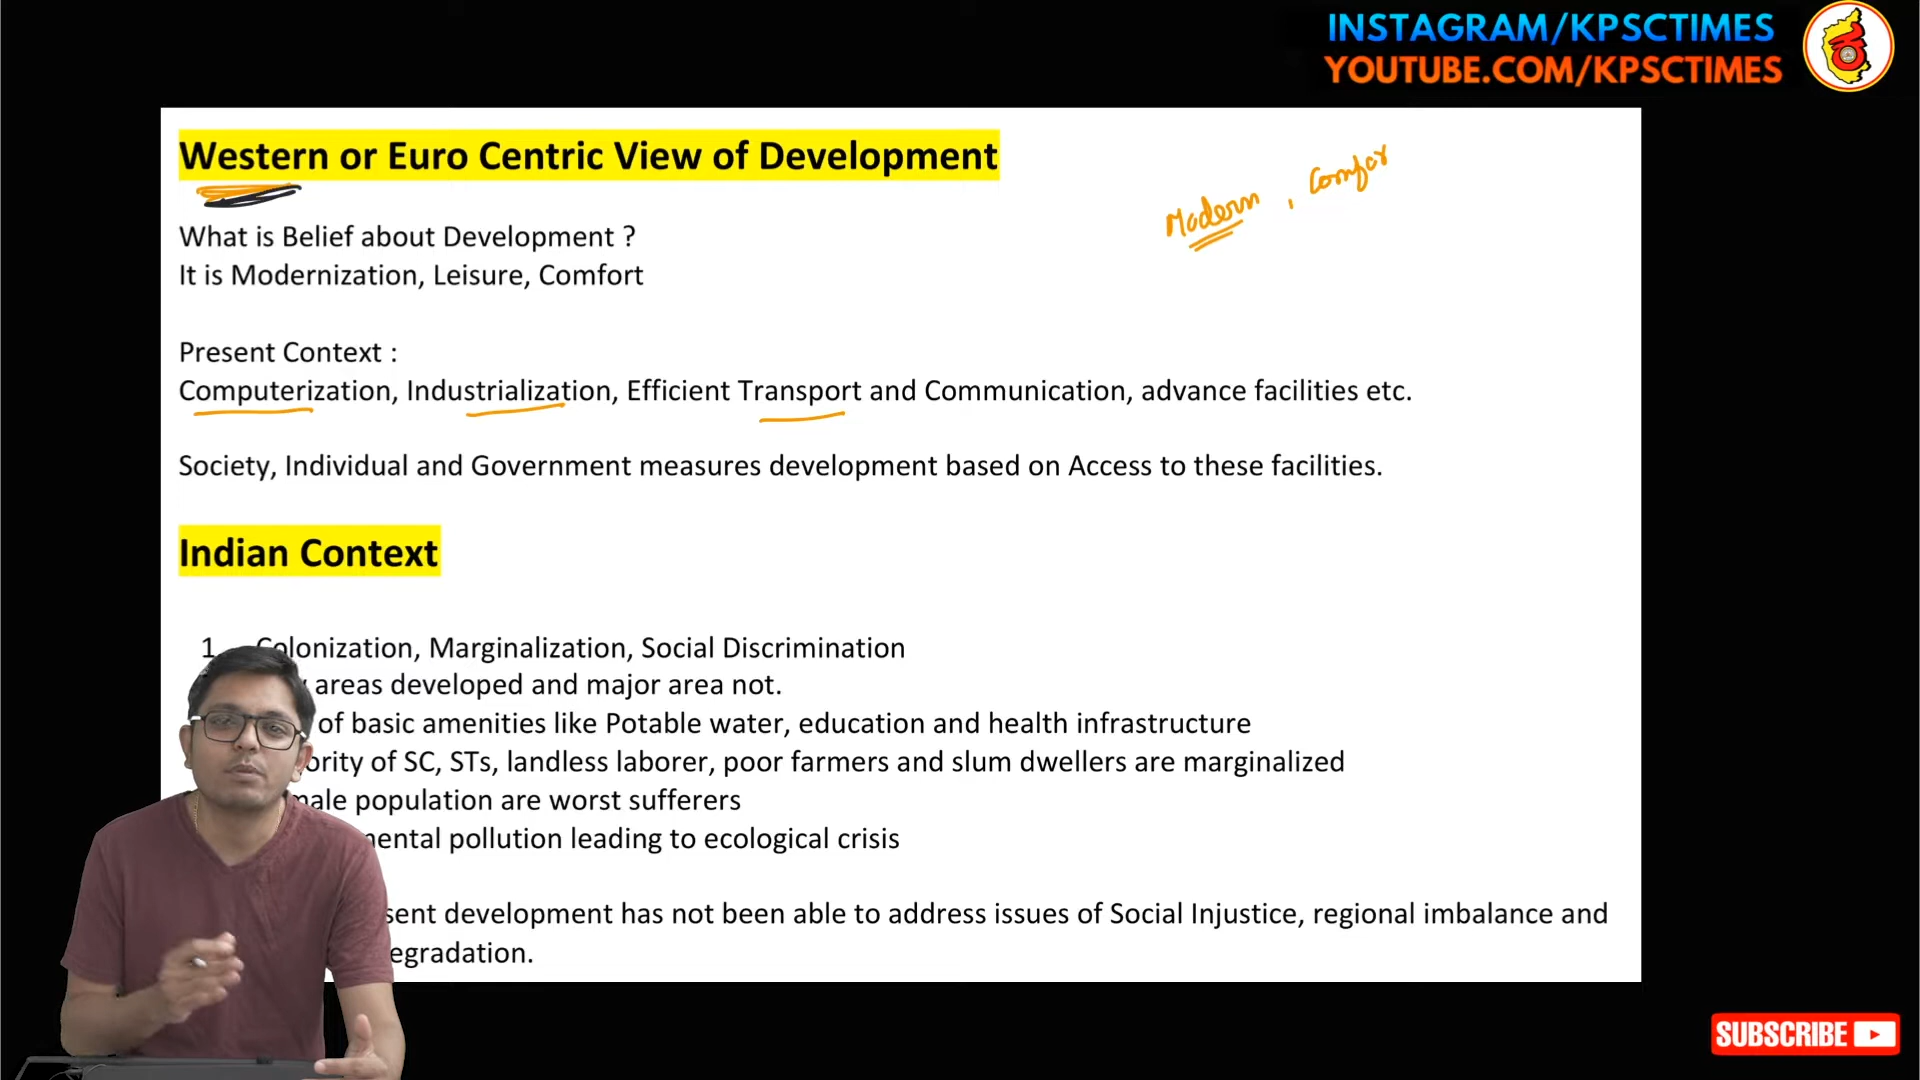 INSTAGRAM/KPSCTIMES
YOUTUBE.COM/KPSCTIMES
Western or Euro Centric View of Development
Modern , Comfor
What is Belief about Development ?
It is Modernization, Leisure, Comfort
Present Context :
Computerization, Industrialization, Efficient Transport and Communication, advance facilities etc.
Society, Individual and Government measures development based on Access to these facilities.
Indian Context
1. Colonization, Marginalization, Social Discrimination
areas developed and major area not.
of basic amenities like Potable water, education and health infrastructure
of SC, STs, landless laborer, poor farmers and slum dwellers are marginalized
population are worst sufferers
pollution leading to ecological crisis
development has not been able to address issues of Social Injustice, regional imbalance and
SUBSCRIBE